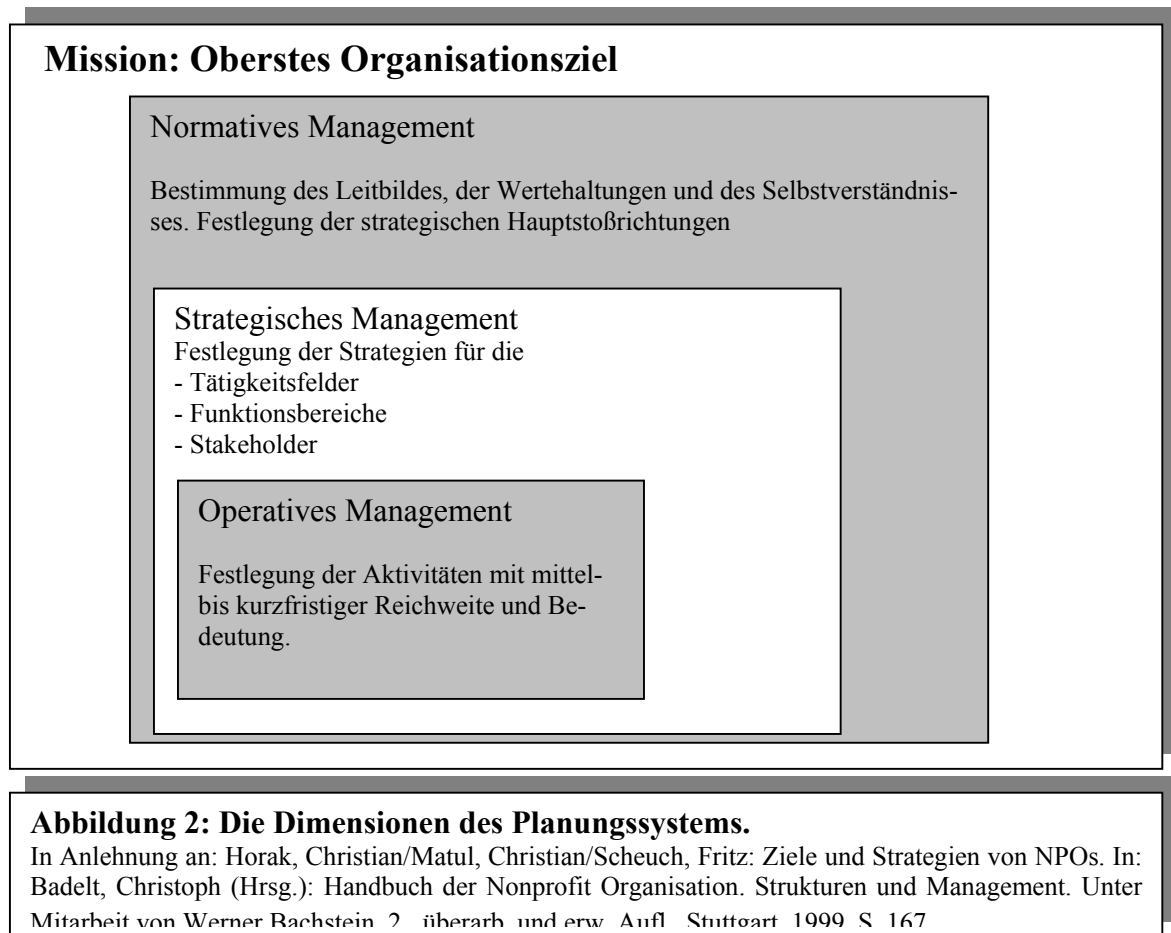 Mission: Oberstes Organisationsziel
Normatives Management
Bestimmung des Leitbildes, der Wertehaltungen und des Selbstverständnis-
ses. Festlegung der strategischen Hauptstoßrichtungen
Strategisches Management
Festlegung der Strategien für die
- Tätigkeitsfelder
- Funktionsbereiche
- Stakeholder
Operatives Management
Festlegung der Aktivitäten mit mittel-
bis kurzfristiger Reichweite und Be-
deutung.
Abbildung 2: Die Dimensionen des Planungssystems.
In Anlehnung an: Horak, Christian/Matul, Christian/Scheuch, Fritz: Ziele und Strategien von NPOs. In:
Badelt, Christoph (Hrsg.): Handbuch der Nonprofit Organisation. Strukturen und Management. Unter
Mitarbeit von Werner Bachstein. 2., überarb. und erw. Aufl., Stuttgart, 1999, S. 167